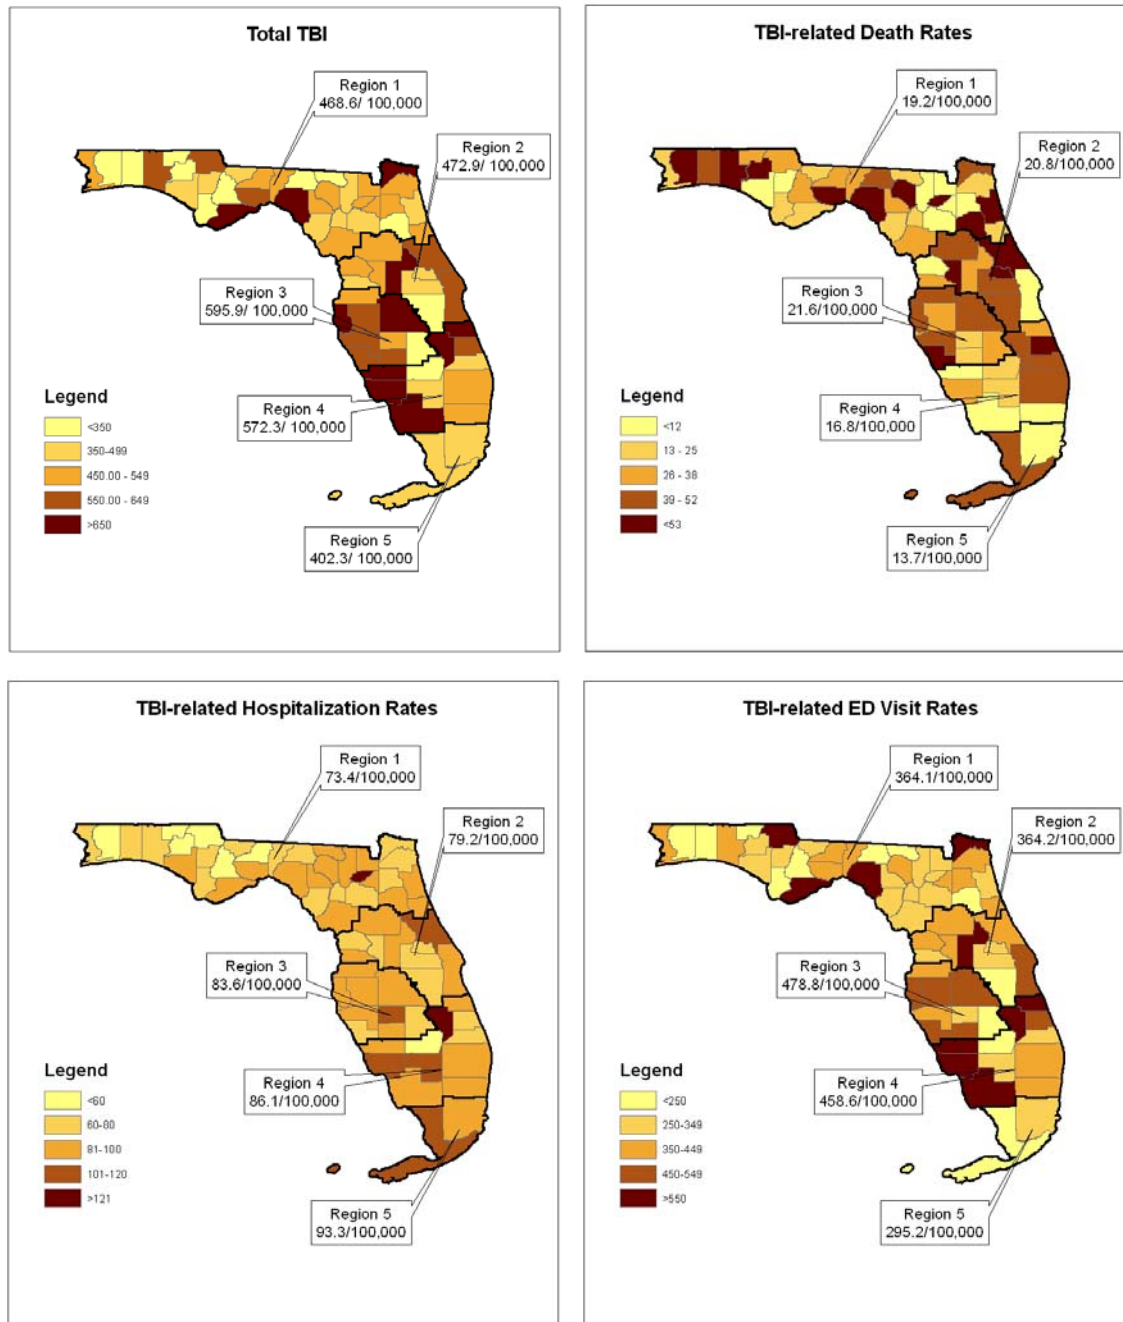 Total TBI
Region 1
468.6/ 100,000
Region 2
472.9/ 100,000
Region 3
595.9/ 100,000
Legend
<350
350-499
450.00 - 549
550.00 - 649
>650
Region 4
572.3/ 100,000
Region 5
402.3/ 100,000
TBI-related Death Rates
Region 1
19.2/100,000
Region 2
20.8/100,000
Region 3
21.6/100,000
Legend
<12
13 - 25
26 - 38
39 - 52
<53
Region 4
16.8/100,000
Region 5
13.7/100,000
TBI-related Hospitalization Rates
Region 1
73.4/100,000
Region 2
79.2/100,000
Region 3
83.6/100,000
Legend
<60
60-80
81-100
101-120
>121
Region 4
86.1/100,000
Region 5
93.3/100,000
TBI-related ED Visit Rates
Region 1
364.1/100,000
Region 2
364.2/100,000
Region 3
478.8/100,000
Legend
<250
250-349
350-449
450-549
>550
Region 4
458.6/100,000
Region 5
295.2/100,000